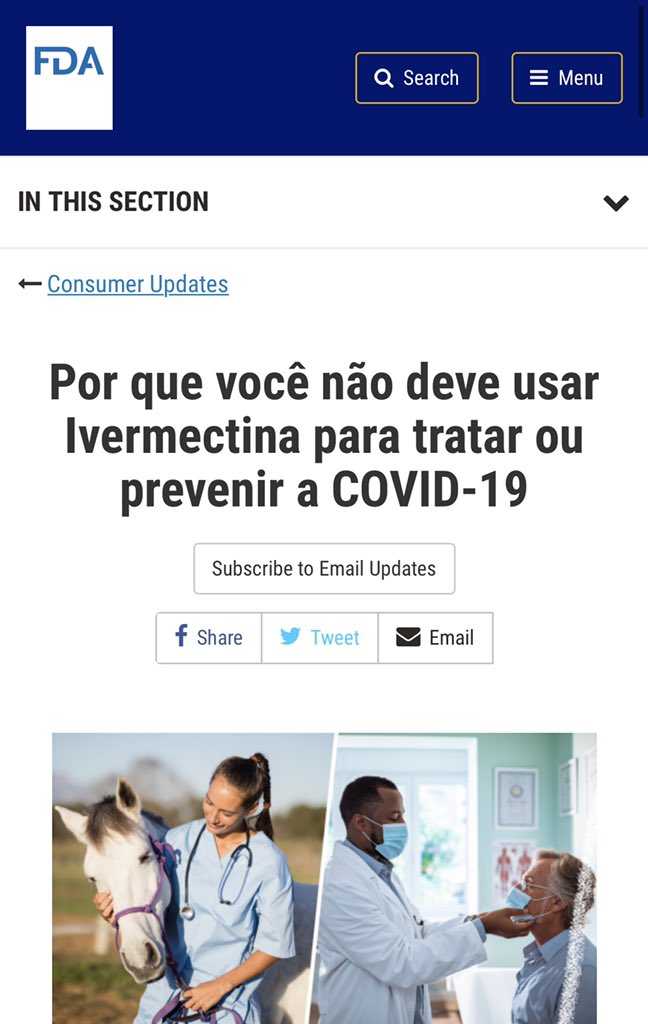 FDA
Search
Menu
IN THIS SECTION
Consumer Updates
Por que você não deve usar
Ivermectina para tratar ou
prevenir a COVID-19
Subscribe to Email Updates
Share
Tweet
Email